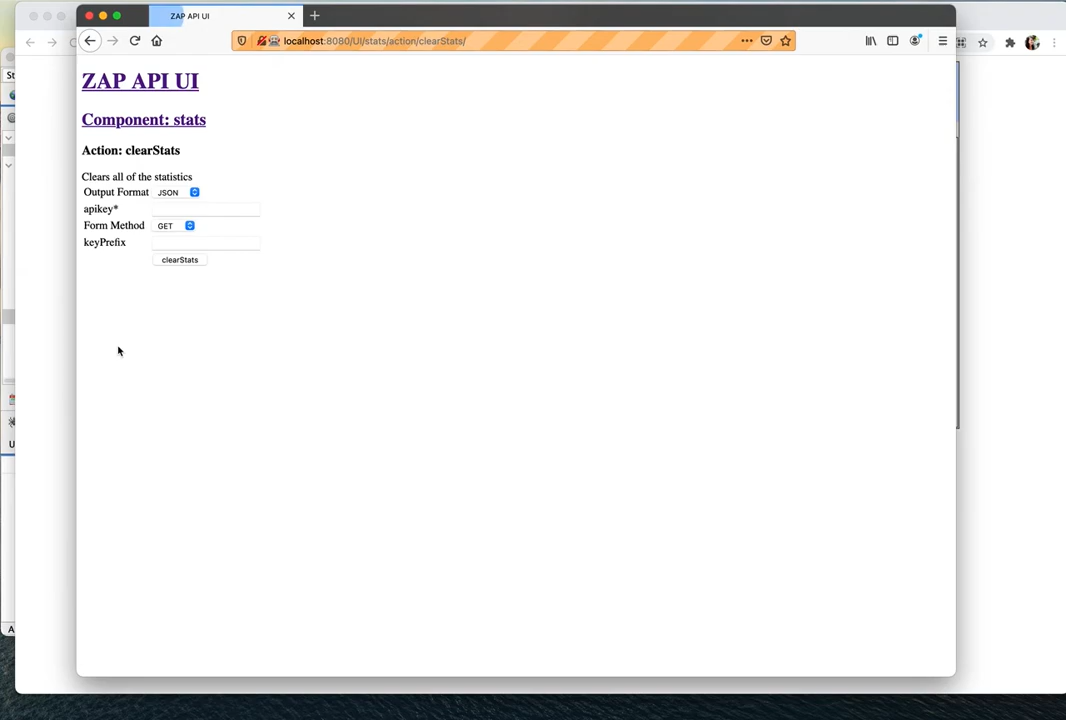 ZAP API UI
localhost:8080/UI/stats/action/clearStats/
St
ZAP API UI
Component: stats
Action: clearStats
Clears all of the statistics
Output Format JSON
apikey*
Form Method GET
keyPrefix
clearStats
U
A